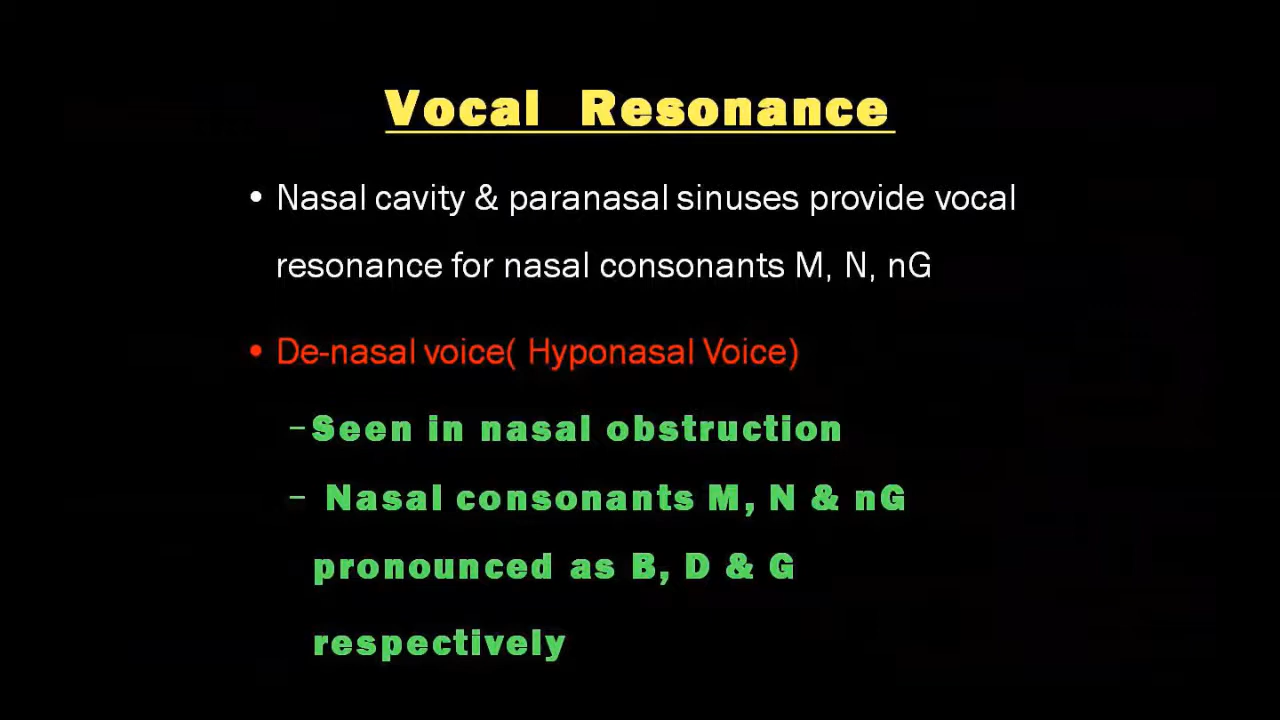 Vocal Resonance
• Nasal cavity & paranasal sinuses provide vocal
resonance for nasal consonants M, N, nG
• De-nasal voice( Hyponasal Voice)
–Seen in nasal obstruction
– Nasal consonants M, N & nG
pronounced as B, D & G
respectively